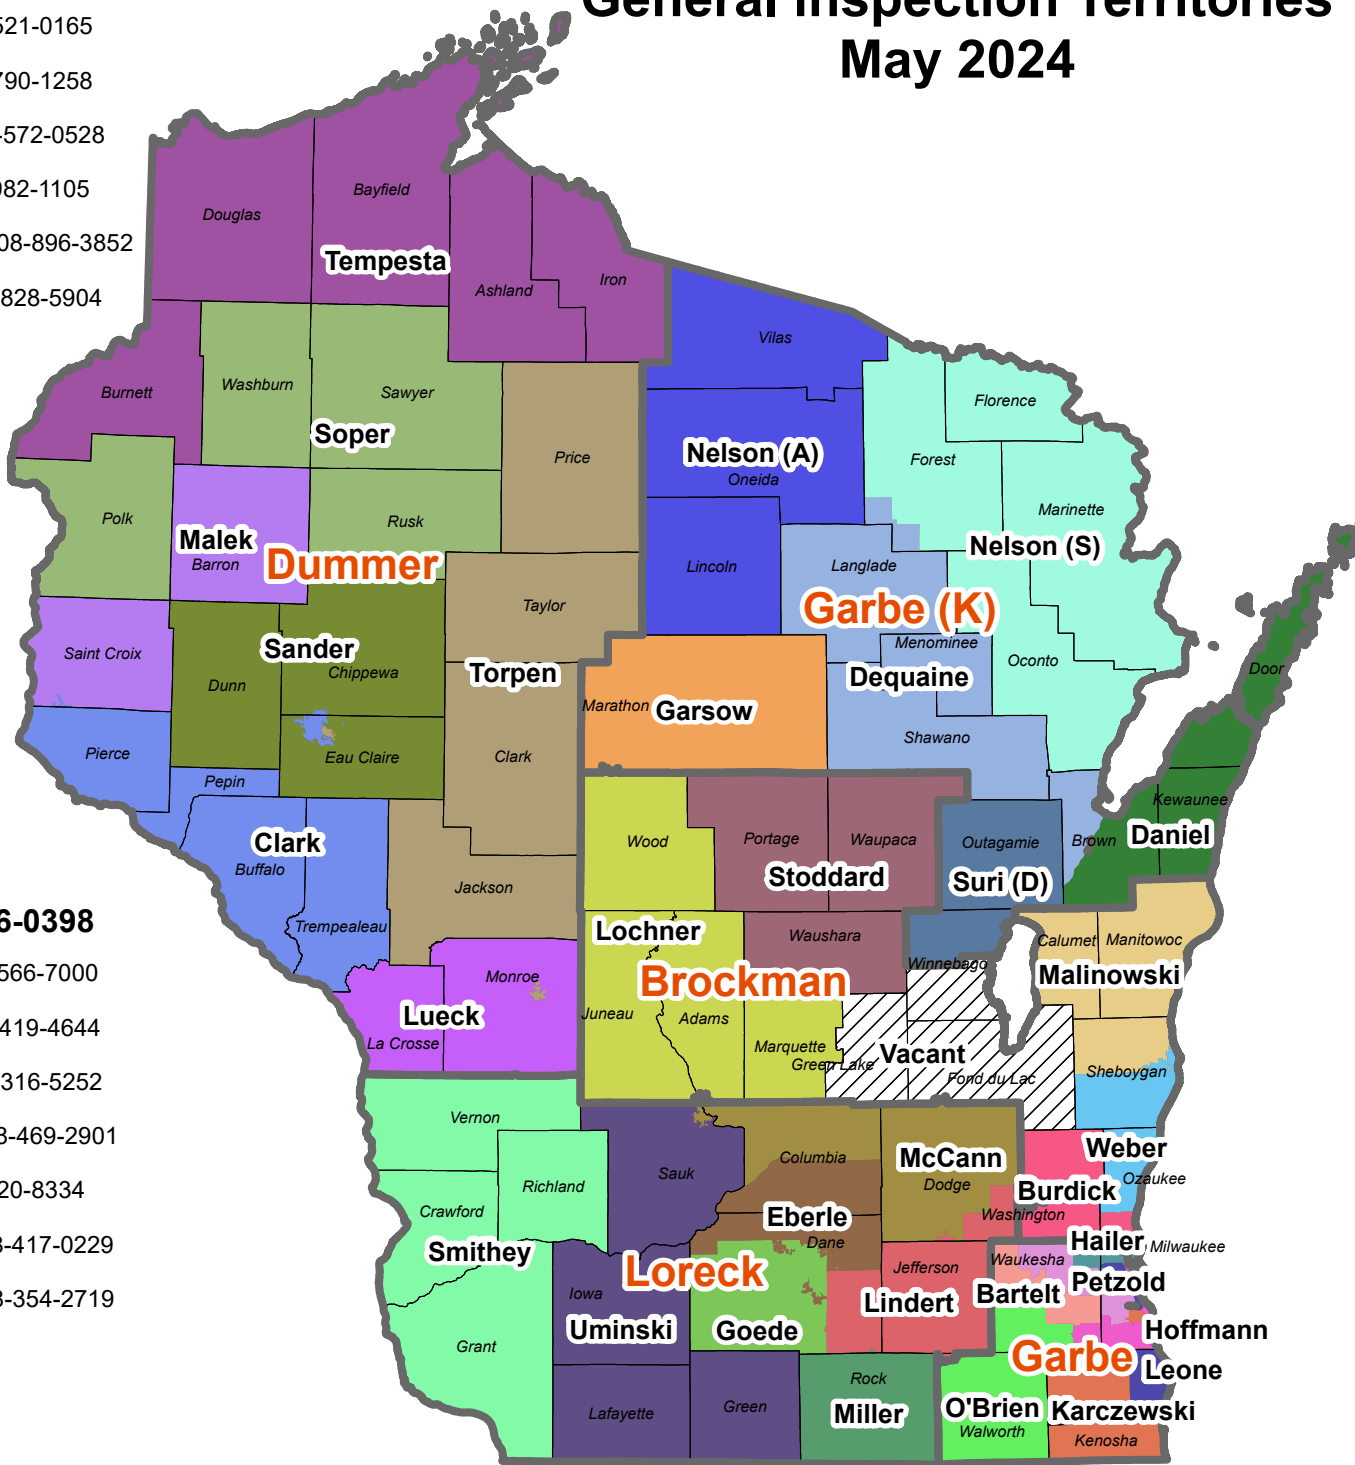 General Inspection Territories
May 2024
521-0165
790-1258
-572-0528
982-1105
08-896-3852
828-5904
6-0398
566-7000
419-4644
316-5252
3-469-2901
20-8334
3-417-0229
3-354-2719
Douglas
Bayfield
Tempesta
Ashland
Iron
Vilas
Burnett
Washburn
Sawyer
Soper
Price
Florence
Nelson (A)
Oneida
Forest
Marinette
Polk
Rusk
Malek
Barron
Dummer
Nelson (S)
Lincoln
Langlade
Taylor
Garbe (K)
Saint Croix
Sander
Chippewa
Menominee
Oconto
Door
Dunn
Torpen
Dequaine
Marathon
Garsow
Pierce
Eau Claire
Clark
Shawano
Pepin
Kewaunee
Clark
Buffalo
Wood
Portage
Waupaca
Outagamie
Brown
Daniel
Stoddard
Suri (D)
Jackson
Trempealeau
Lochner
Waushara
Calumet
Manitowoc
Winnebago
Monroe
Brockman
Malinowski
Lueck
La Crosse
Juneau
Adams
Marquette
Green Lake
Vacant
Fond du Lac
Sheboygan
Vernon
Richland
Sauk
Columbia
McCann
Dodge
Weber
Ozaukee
Burdick
Crawford
Eberle
Washington
Dane
Hailer
Milwaukee
Smithey
Loreck
Jefferson
Waukesha
Petzold
Iowa
Lindert
Bartelt
Uminski
Goede
Hoffmann
Grant
Garbe
Leone
Rock
Lafayette
Green
Miller
O'Brien
Karczewski
Walworth
Kenosha